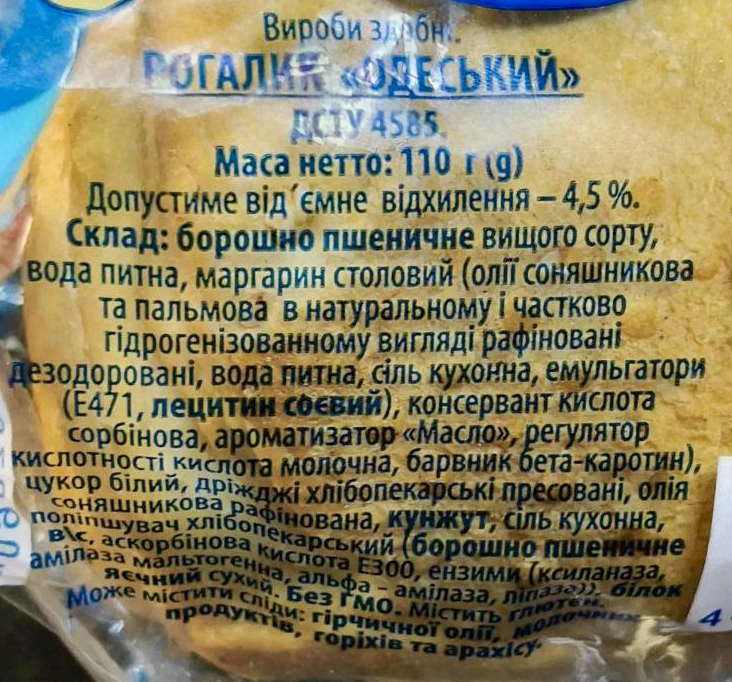 Вироби здобні.
РОГАЛИК «ОДЕСЬКИЙ»
ДСТУ 4585.
Маса нетто: 110 г (g)
Допустиме від'ємне відхилення – 4,5 %.
Склад: борошно пшеничне вищого сорту,
вода питна, маргарин столовий (олії соняшникова
та пальмова в натуральному і частково
гідрогенізованному вигляді рафіновані
дезодоровані, вода питна, сіль кухонна, емульгатори
(Е471, лецитин соєвий), консервант кислота
сорбінова, ароматизатор «Масло», регулятор
кислотності кислота молочна, барвник бета-каротин),
цукор білий, дріжджі хлібопекарські пресовані, олія
соняшникова рафінована, кунжут, сіль кухонна,
поліпшувач хлібопекарський (борошно пшеничне
в\с, аскорбінова кислота Е300, ензими (ксиланаза,
амілаза мальтогенна, альфа - амілаза, ліпаза)), білок
яєчний сухий. Без ГМО. Містить глютен.
Може містити сліди: гірчичної олії, молочних
продуктів, горіхів та арахісу.
4